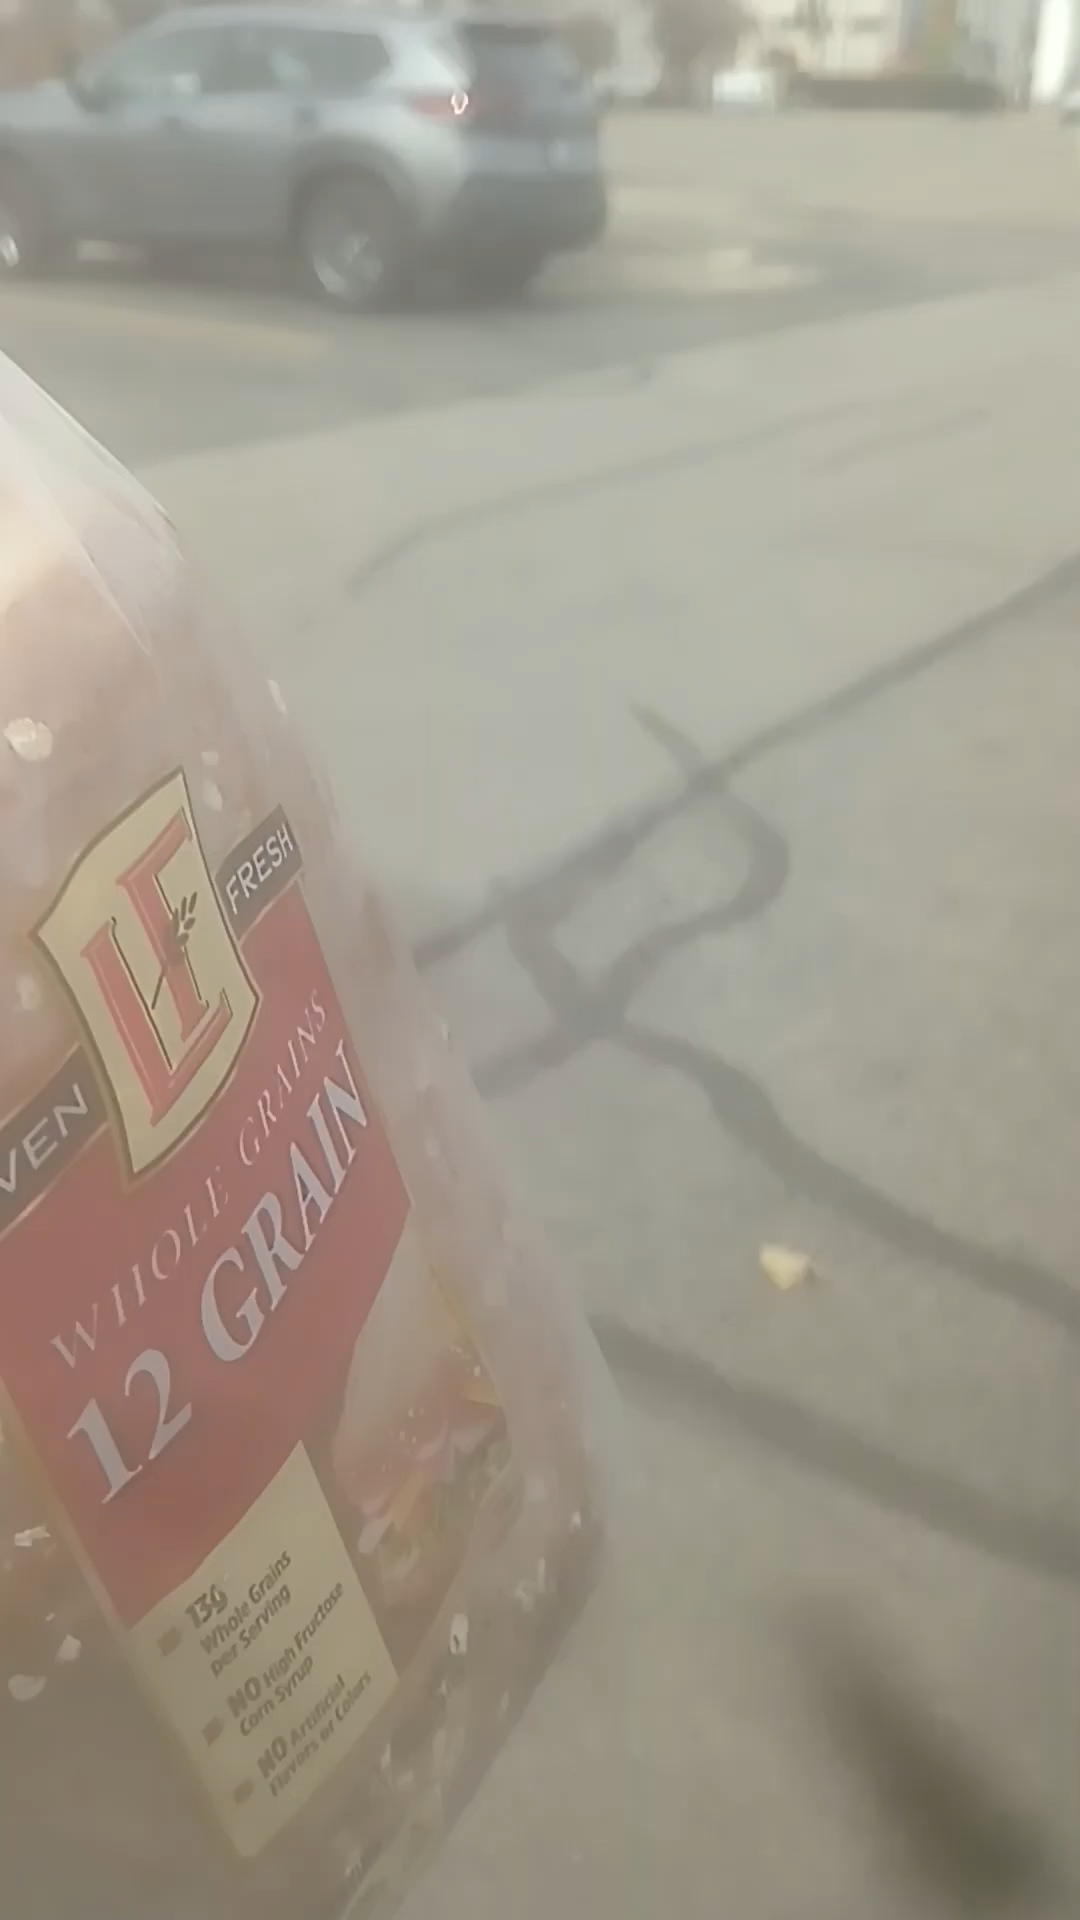 LE
VEN FRESH
WHOLE GRAINS
12 GRAIN
13g
Whole Grains
per Serving
NO High Fructose
Corn Syrup
NO Artificial
Flavors or Colors